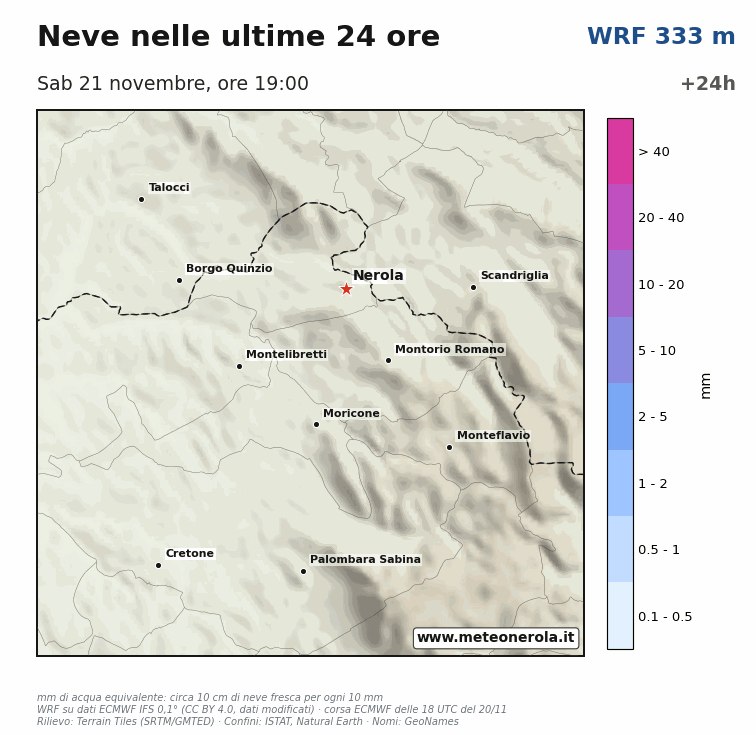 Neve nelle ultime 24 ore
WRF 333 m
Sab 21 novembre, ore 19:00
+24h
Talocci
Borgo Quinzio
Nerola
Scandriglia
Montelibretti
Montorio Romano
Moricone
Monteflavio
Cretone
Palombara Sabina
www.meteonerola.it
> 40
20 - 40
10 - 20
5 - 10
2 - 5
1 - 2
0.5 - 1
0.1 - 0.5
mm
mm di acqua equivalente: circa 10 cm di neve fresca per ogni 10 mm
WRF su dati ECMWF IFS 0,1° (CC BY 4.0, dati modificati) · corsa ECMWF delle 18 UTC del 20/11
Rilievo: Terrain Tiles (SRTM/GMTED) · Confini: ISTAT, Natural Earth · Nomi: GeoNames